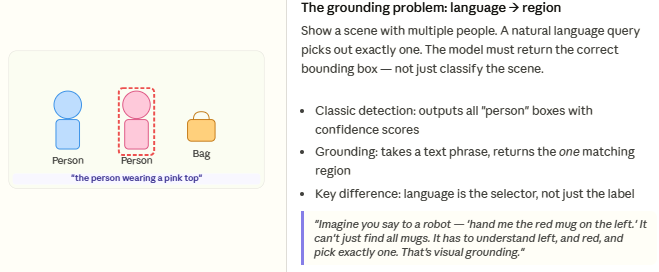 Person
Person
Bag
"the person wearing a pink top"
The grounding problem: language → region
Show a scene with multiple people. A natural language query
picks out exactly one. The model must return the correct
bounding box — not just classify the scene.
• Classic detection: outputs all "person" boxes with
confidence scores
• Grounding: takes a text phrase, returns the one matching
region
• Key difference: language is the selector, not just the label
"Imagine you say to a robot — 'hand me the red mug on the left.' It
can't just find all mugs. It has to understand left, and red, and
pick exactly one. That's visual grounding."